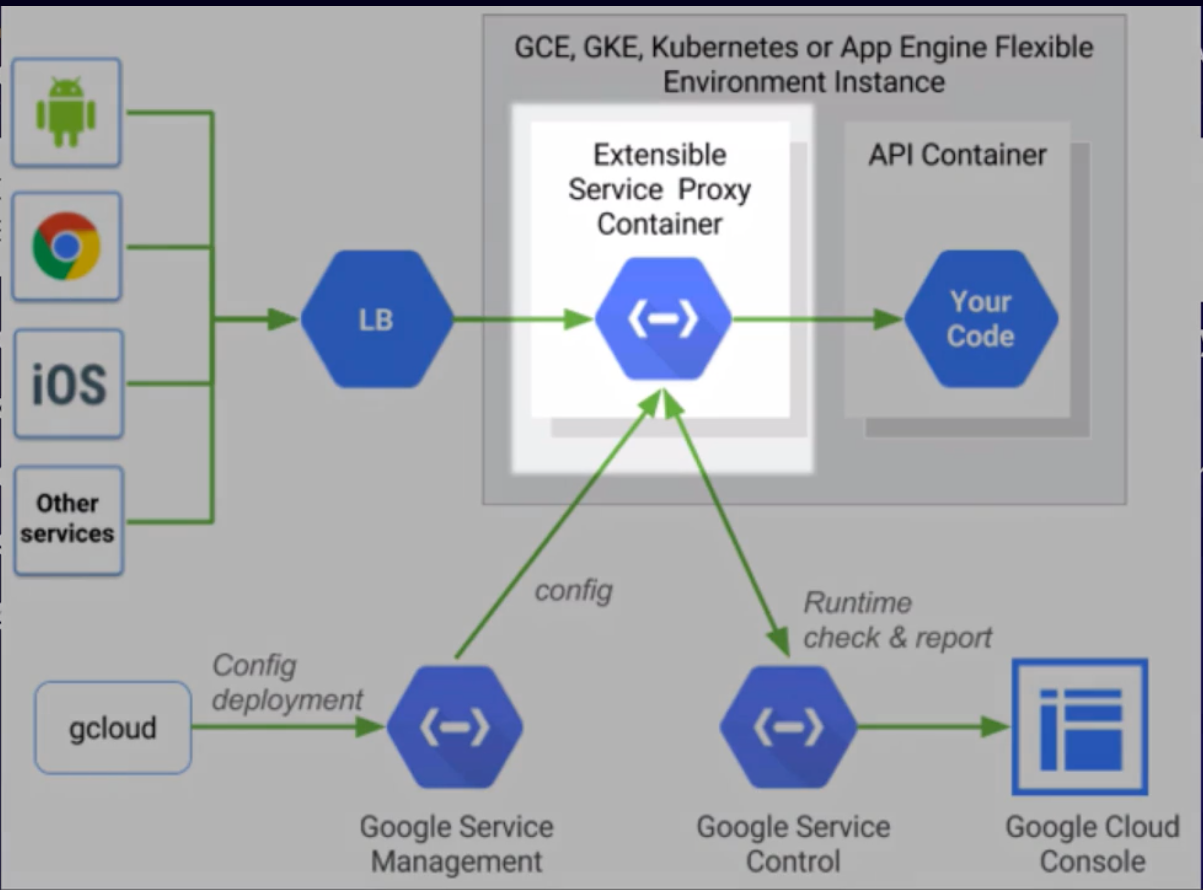 GCE, GKE, Kubernetes or App Engine Flexible
Environment Instance
Extensible
Service Proxy
Container
API Container
LB
Your
Code
iOS
Other
services
config
Runtime
check & report
Config
deployment
gcloud
Google Service
Management
Google Service
Control
Google Cloud
Console